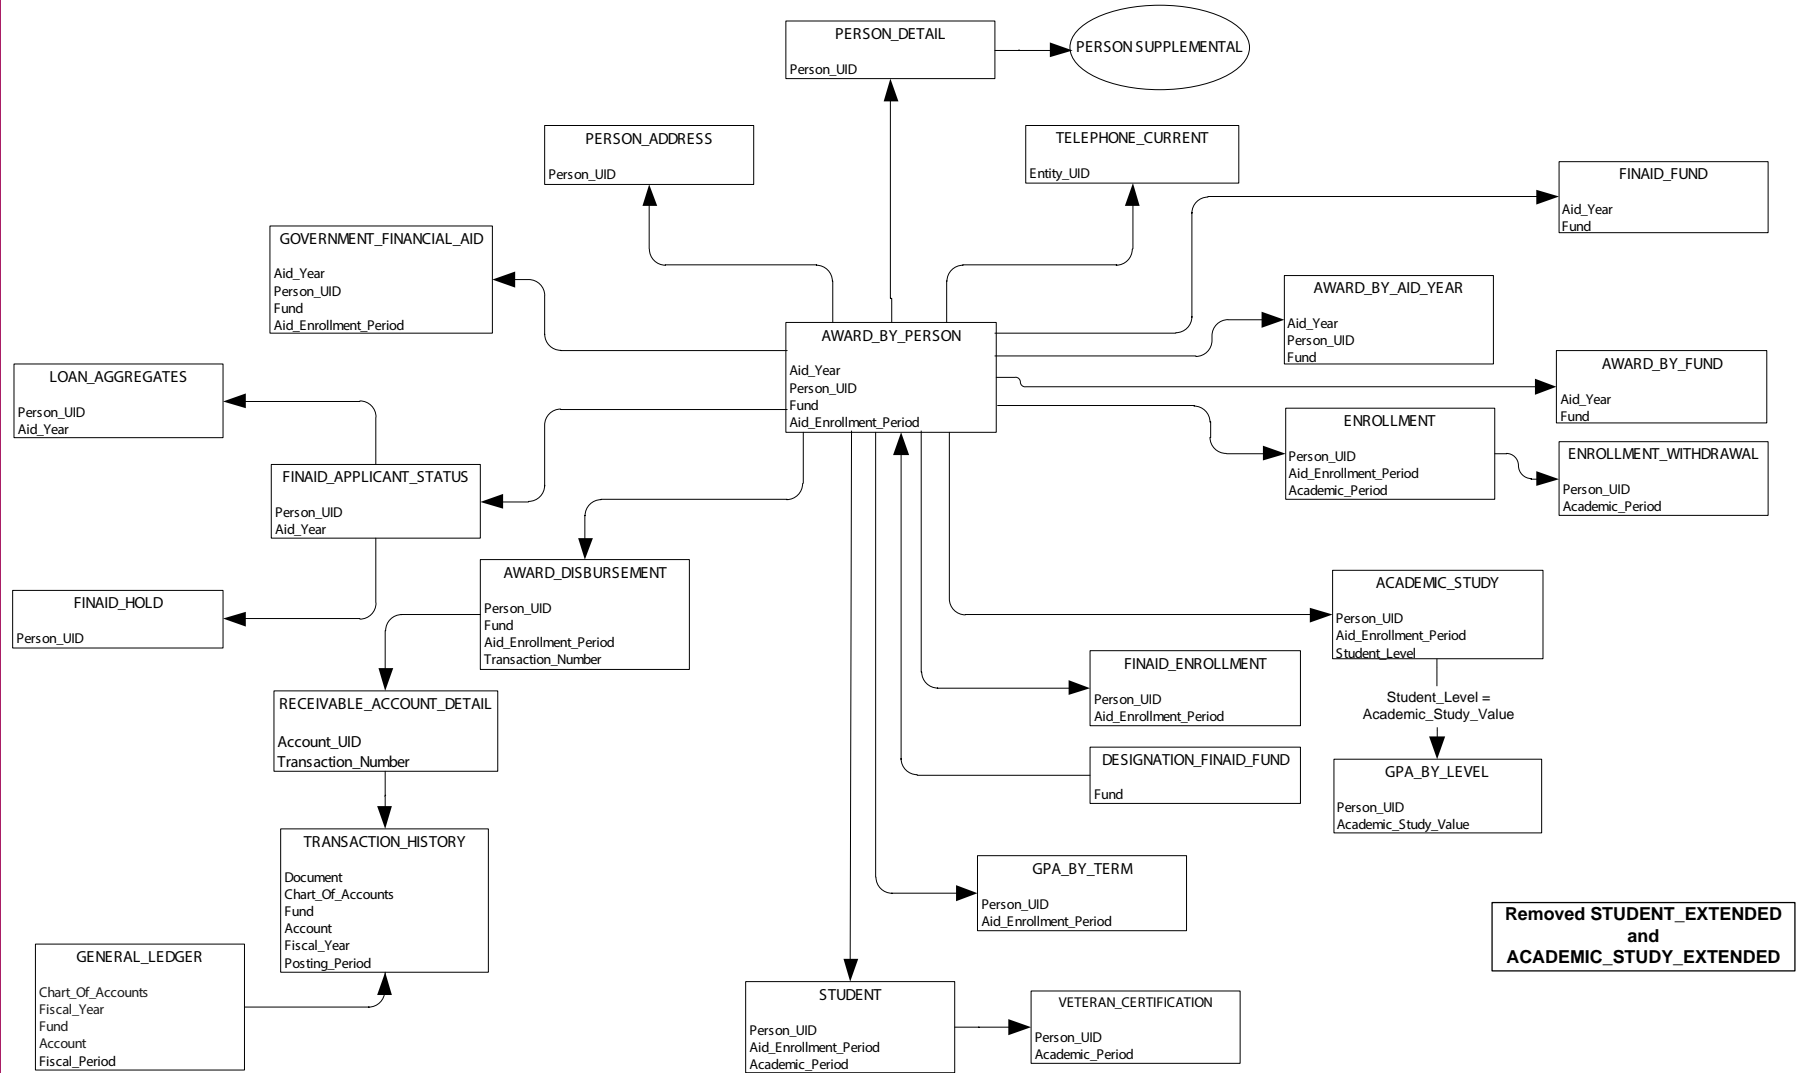 PERSON_DETAIL
Person_UID
PERSON SUPPLEMENTAL
PERSON_ADDRESS
Person_UID
TELEPHONE_CURRENT
Entity_UID
FINAID_FUND
Aid_Year
Fund
GOVERNMENT_FINANCIAL_AID
Aid_Year
Person_UID
Fund
Aid_Enrollment_Period
AWARD_BY_AID_YEAR
Aid_Year
Person_UID
Fund
AWARD_BY_PERSON
Aid_Year
Person_UID
Fund
Aid_Enrollment_Period
AWARD_BY_FUND
Aid_Year
Fund
LOAN_AGGREGATES
Person_UID
Aid_Year
ENROLLMENT
Person_UID
Aid_Enrollment_Period
Academic_Period
ENROLLMENT_WITHDRAWAL
Person_UID
Academic_Period
FINAID_APPLICANT_STATUS
Person_UID
Aid_Year
AWARD_DISBURSEMENT
Person_UID
Fund
Aid_Enrollment_Period
Transaction_Number
FINAID_HOLD
Person_UID
ACADEMIC_STUDY
Person_UID
Aid_Enrollment_Period
Student_Level
Student_Level =
Academic_Study_Value
FINAID_ENROLLMENT
Person_UID
Aid_Enrollment_Period
RECEIVABLE_ACCOUNT_DETAIL
Account_UID
Transaction_Number
DESIGNATION_FINAID_FUND
Fund
GPA_BY_LEVEL
Person_UID
Academic_Study_Value
TRANSACTION_HISTORY
Document
Chart_Of_Accounts
Fund
Account
Fiscal_Year
Posting_Period
GPA_BY_TERM
Person_UID
Aid_Enrollment_Period
Removed STUDENT_EXTENDED
and
ACADEMIC_STUDY_EXTENDED
GENERAL_LEDGER
Chart_Of_Accounts
Fiscal_Year
Fund
Account
Fiscal_Period
STUDENT
Person_UID
Aid_Enrollment_Period
Academic_Period
VETERAN_CERTIFICATION
Person_UID
Academic_Period